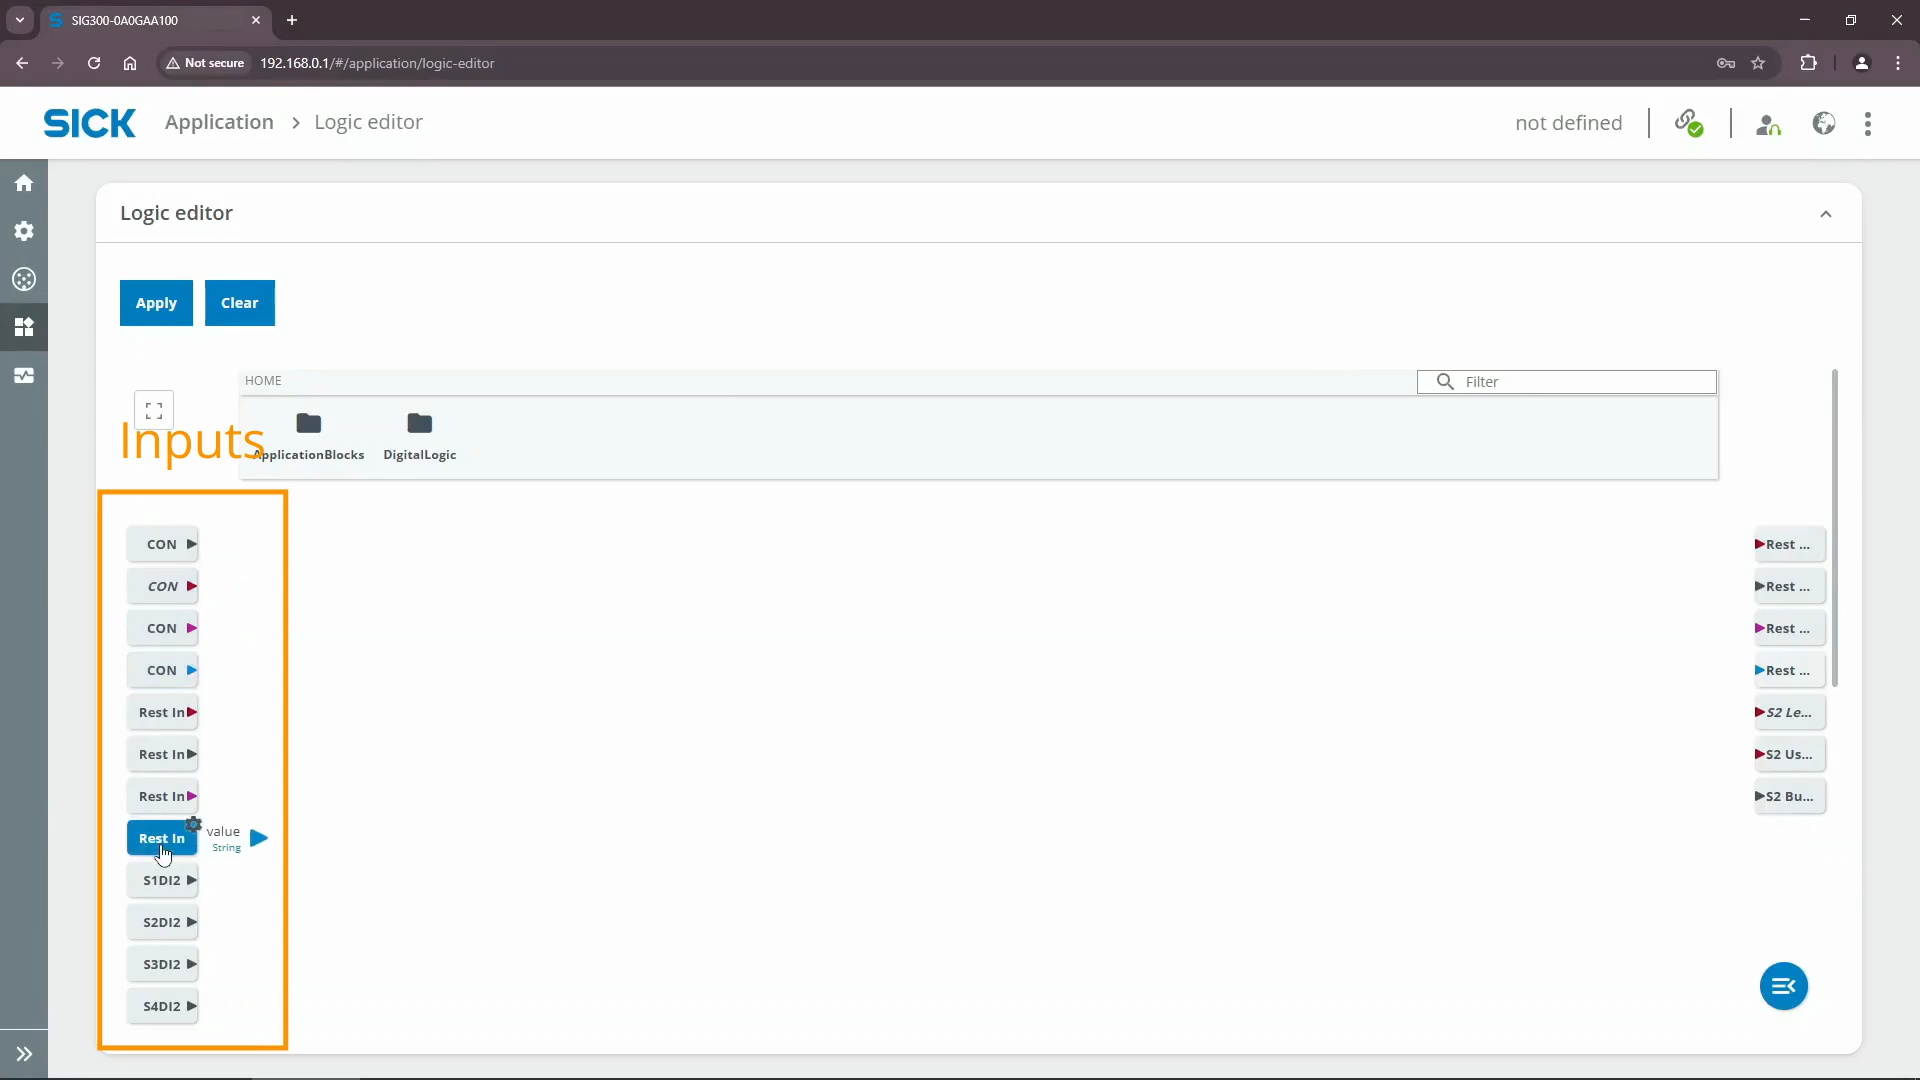 SIG300-0A0GAA100
Not secure
192.168.0.1/#/application/logic-editor
SICK
Application
Logic editor
not defined
Logic editor
Apply
Clear
HOME
Filter
Inputs
ApplicationBlocks
DigitalLogic
CON
CON
CON
CON
Rest In
Rest In
Rest In
Rest In
value
String
S1DI2
S2DI2
S3DI2
S4DI2
Rest ...
Rest ...
Rest ...
Rest ...
S2 Le...
S2 Us...
S2 Bu...